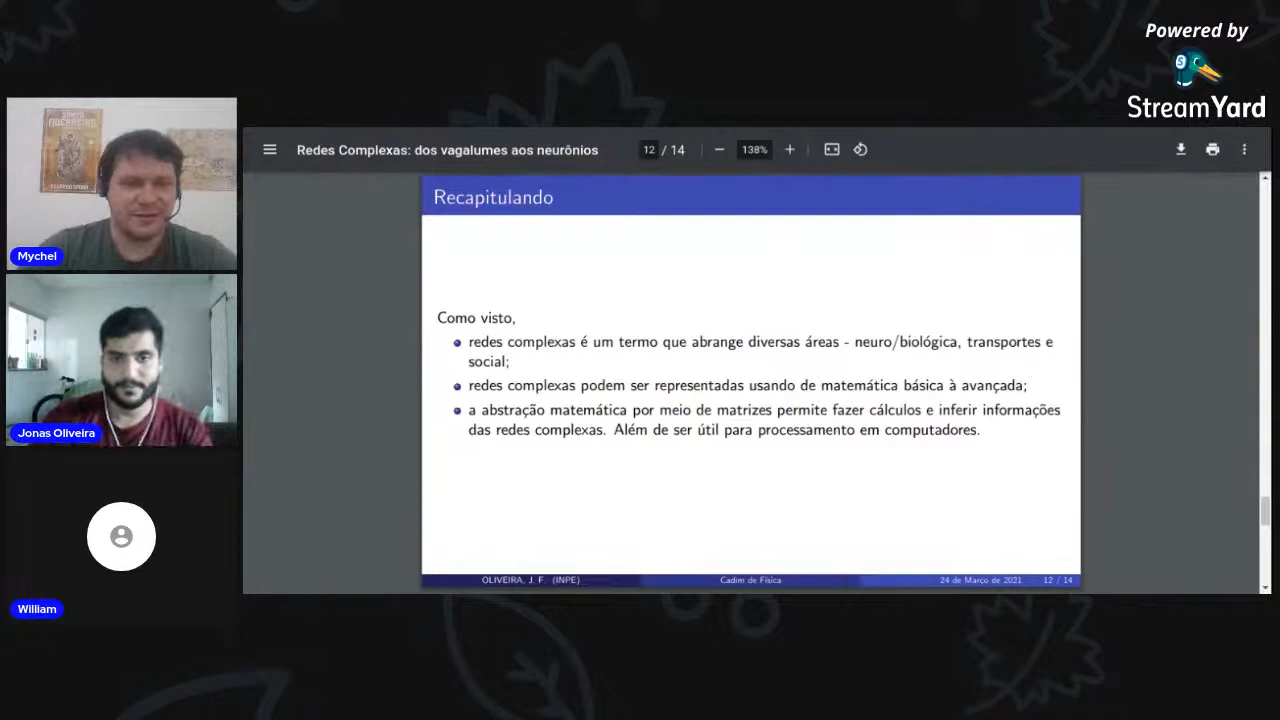 Powered by
StreamYard
Redes Complexas: dos vagalumes aos neurônios
12 / 14
138%
Recapitulando
Como visto,
redes complexas é um termo que abrange diversas áreas - neuro/biológica, transportes e
social;
redes complexas podem ser representadas usando de matemática básica à avançada;
a abstração matemática por meio de matrizes permite fazer cálculos e inferir informações
das redes complexas. Além de ser útil para processamento em computadores.
OLIVEIRA, J. F. (INPE)
Cadim de Física
24 de Março de 2021
12 / 14
GUERREIRO
Mychel
Jonas Oliveira
William